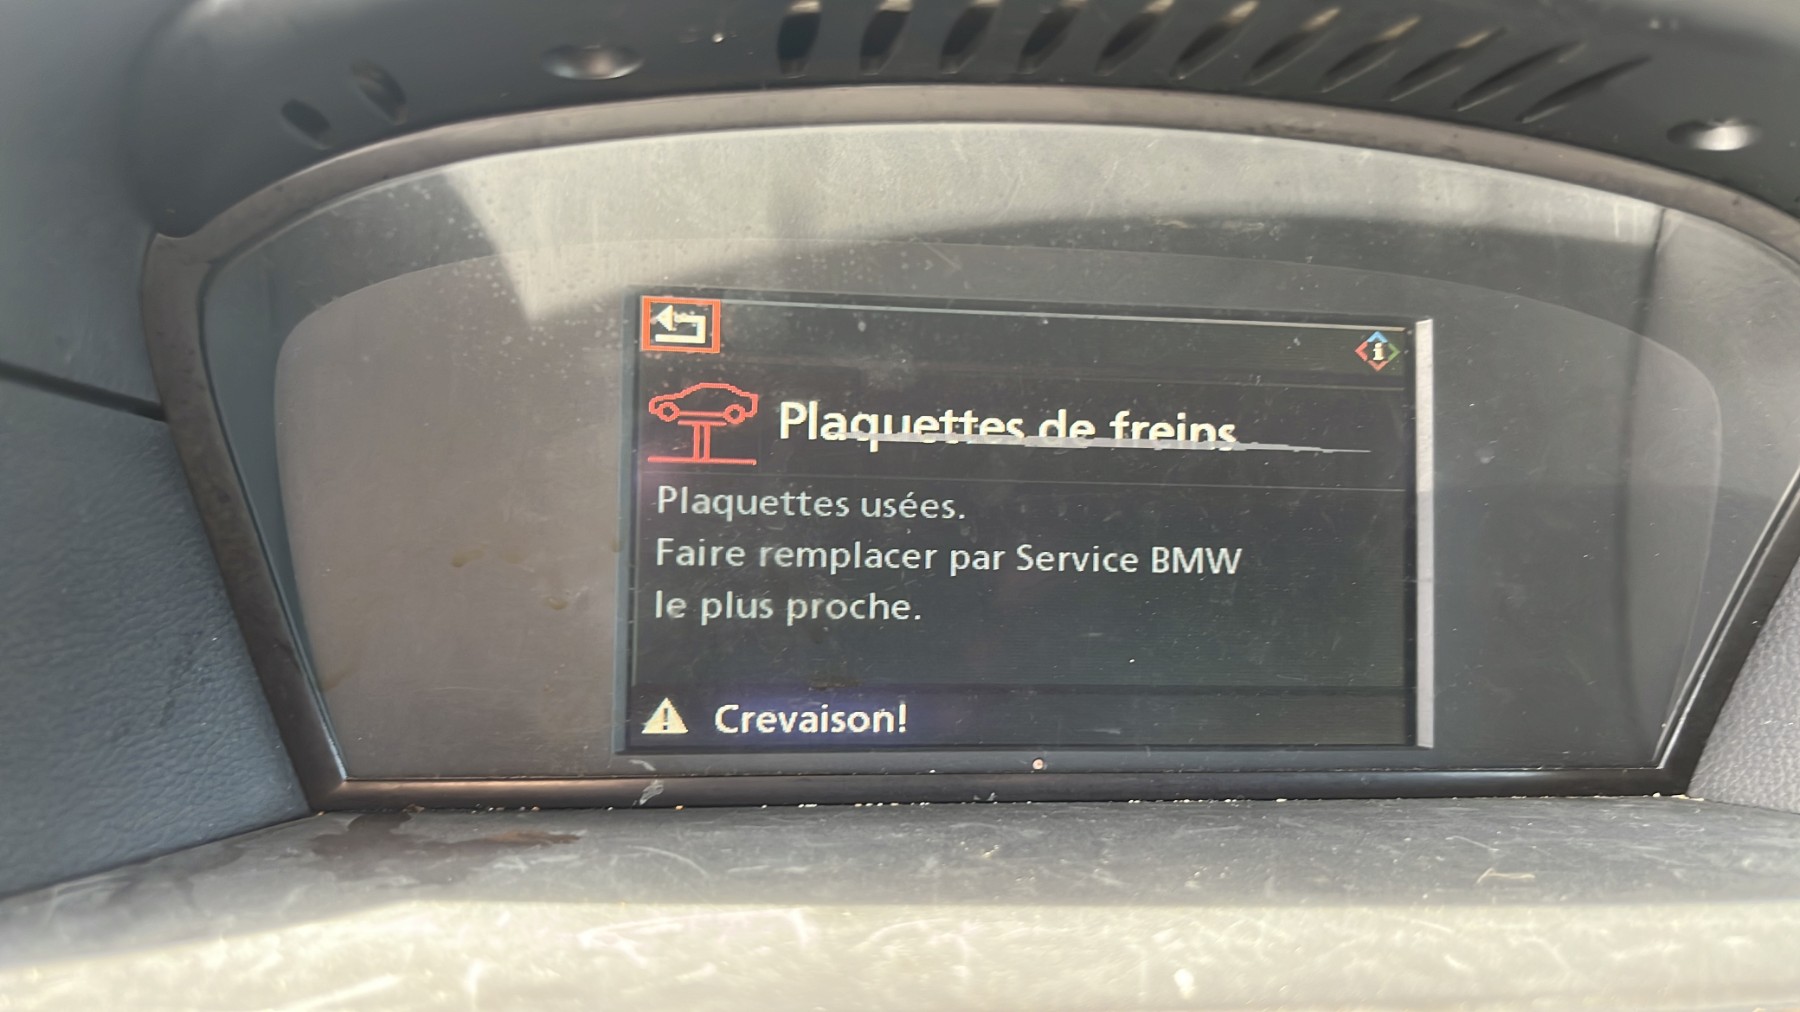 Plaquettes de freins
Plaquettes usées.
Faire remplacer par Service BMW
le plus proche.
Crevaison!